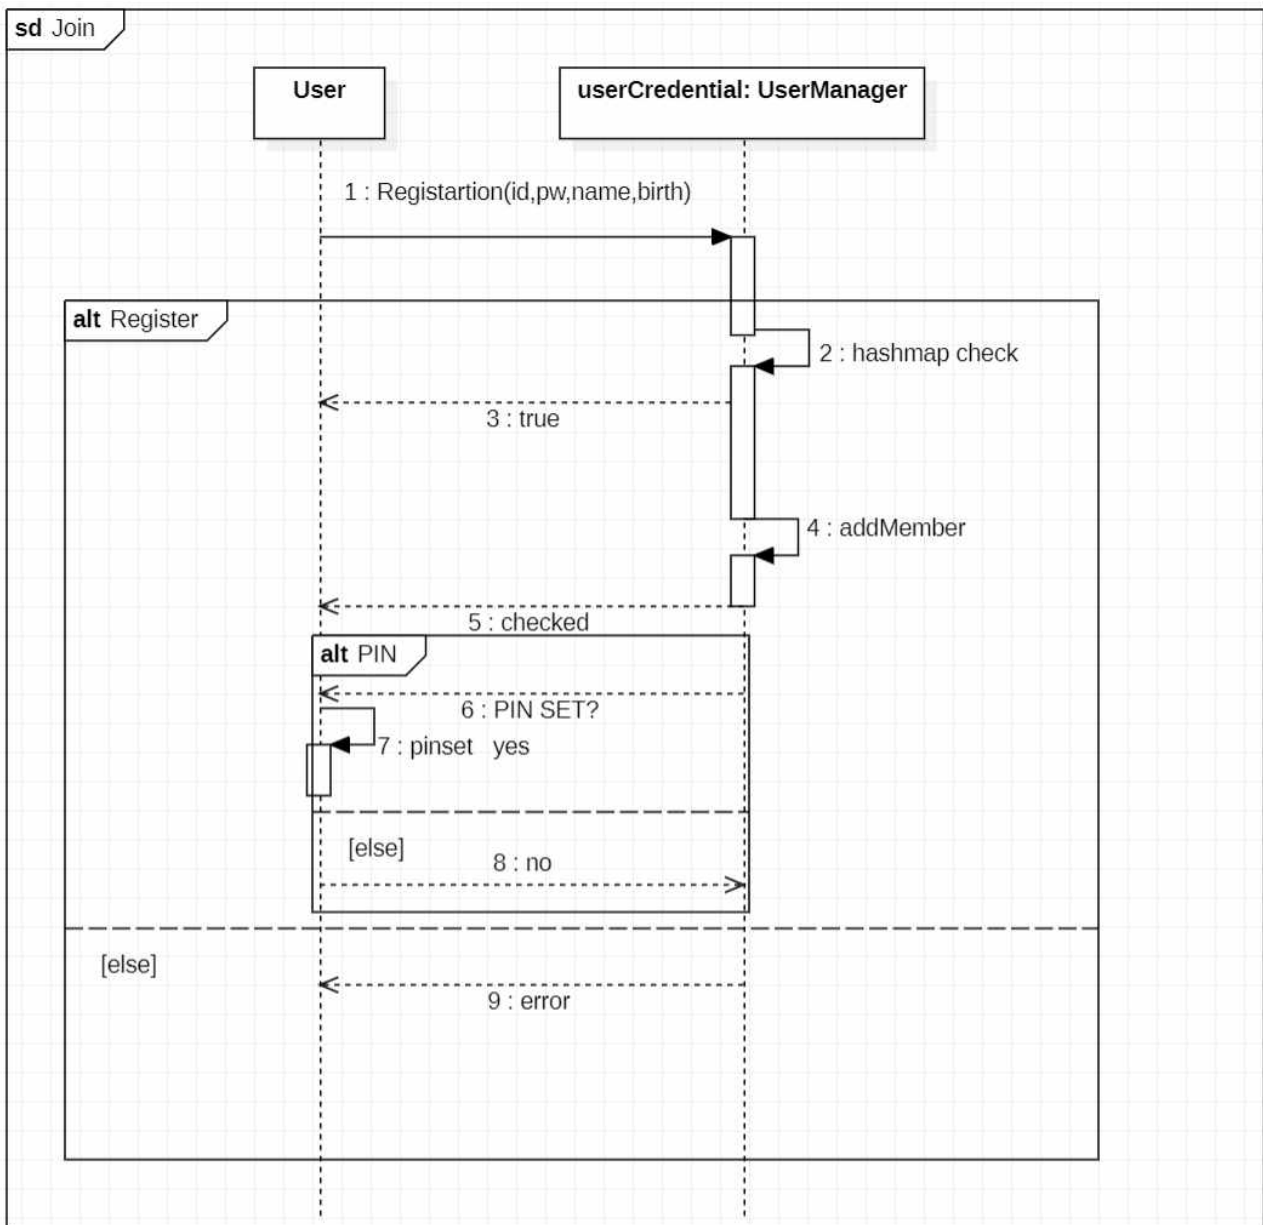 sd Join
User
userCredential: UserManager
1 : Registartion(id,pw,name,birth)
alt Register
2 : hashmap check
3 : true
4 : addMember
5 : checked
alt PIN
6 : PIN SET?
7 : pinset yes
[else]
8 : no
[else]
9 : error